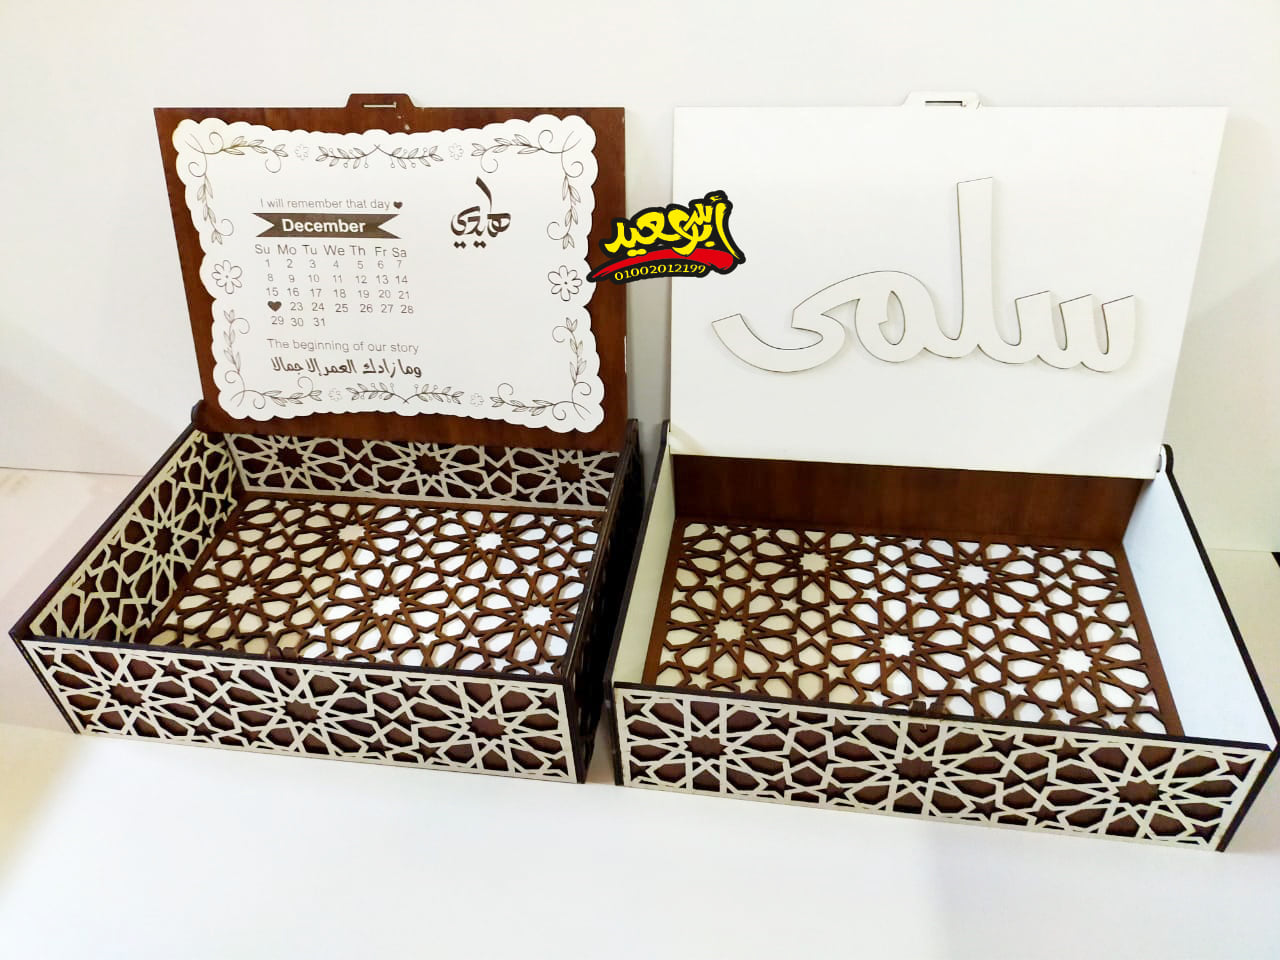 I will remember that day
December
Su Mo Tu We Th Fr Sa
1 2 3 4 5 6 7
8 9 10 11 12 13 14
15 16 17 18 19 20 21
23 24 25 26 27 28
29 30 31
The beginning of our story
وما زادك العمر إلا جمالا
هايدي
أبو سعيد
01002012199
سلمى